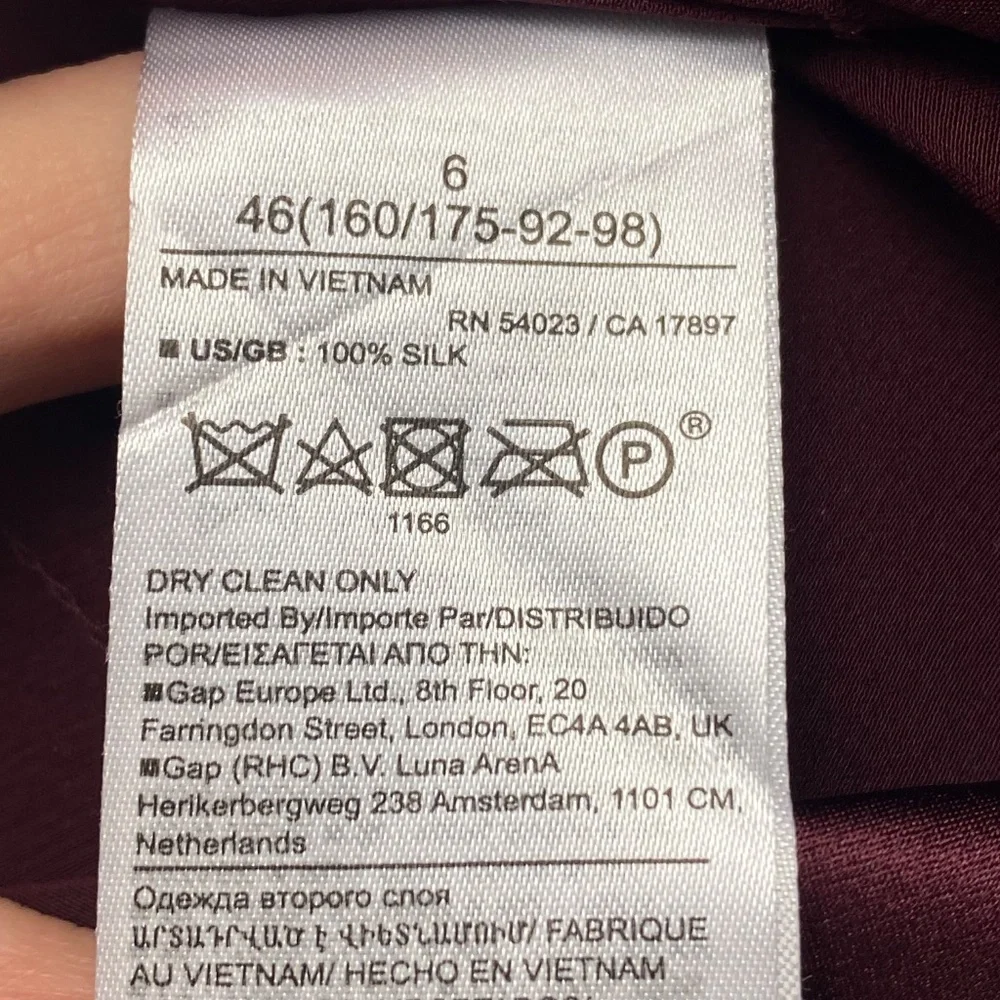 6
46(160/175-92-98)
MADE IN VIETNAM
RN 54023 / CA 17897
US/GB : 100% SILK
P ®
1166
DRY CLEAN ONLY
Imported By/Importe Par/DISTRIBUIDO
POR/ΕΙΣΑΓΕΤΑΙ ΑΠΟ ΤΗΝ:
Gap Europe Ltd., 8th Floor, 20
Farringdon Street, London, EC4A 4AB, UK
Gap (RHC) B.V. Luna ArenA
Herikerbergweg 238 Amsterdam, 1101 CM,
Netherlands
Одежда второго слоя
ԱՐՏԱԴՐՎԱԾ Է ՎԻԵՏՆԱՄՈՒՄ/ FABRIQUE
AU VIETNAM/ HECHO EN VIETNAM